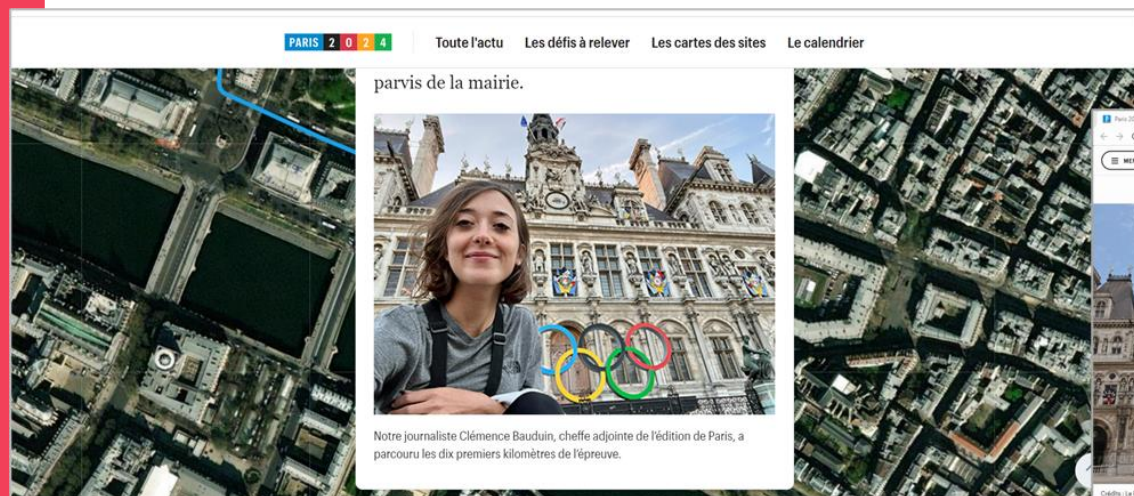 PARIS 2 0 2 4 Toute l'actu Les défis à relever Les cartes des sites Le calendrier
parvis de la mairie.
Notre journaliste Clémence Bauduin, cheffe adjointe de l'édition de Paris, a
parcouru les dix premiers kilomètres de l'épreuve.